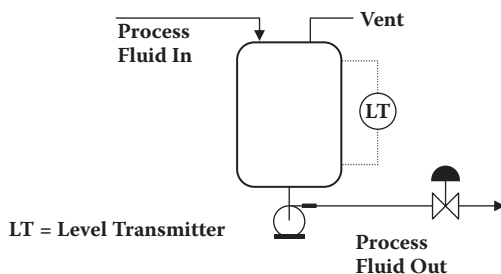 Process
Fluid In
Vent
LT
LT = Level Transmitter
Process
Fluid Out